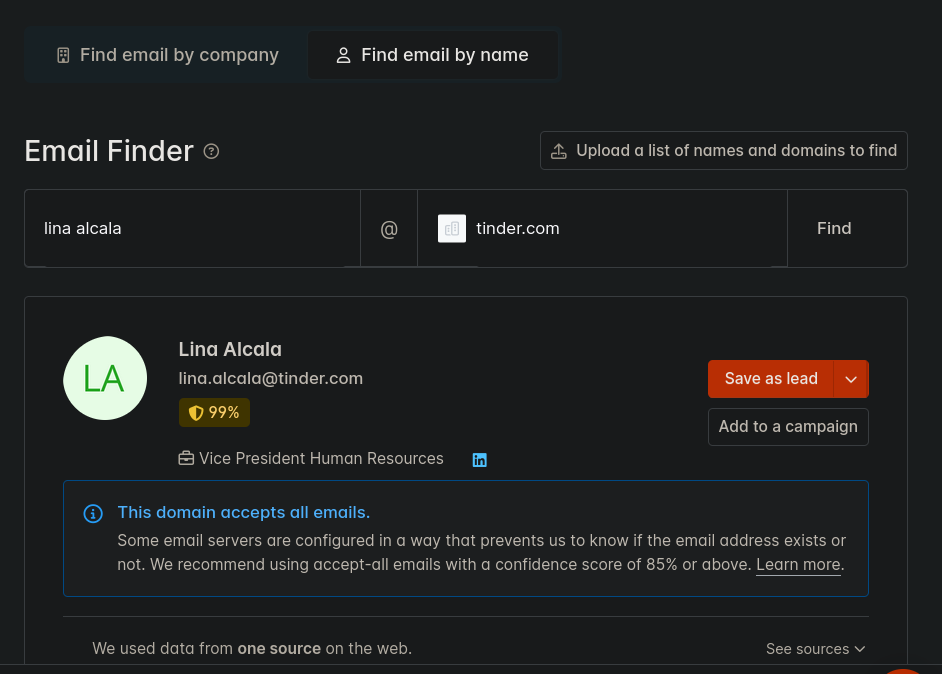 Find email by company
Find email by name
Email Finder
Upload a list of names and domains to find
lina alcala
@
tinder.com
Find
LA
Lina Alcala
lina.alcala@tinder.com
99%
Save as lead
Add to a campaign
Vice President Human Resources
in
This domain accepts all emails.
Some email servers are configured in a way that prevents us to know if the email address exists or
not. We recommend using accept-all emails with a confidence score of 85% or above. Learn more.
We used data from one source on the web.
See sources